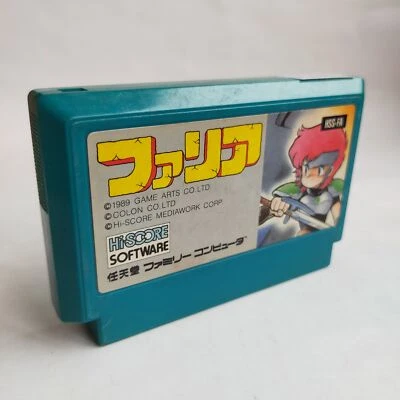 HSS-FA
ファリア
©1989 GAME ARTS CO.LTD
©COLON CO.LTD
©Hi-SCORE MEDIAWORK CORP.
Hi-SCORE
SOFTWARE
任天堂 ファミリー コンピュータ